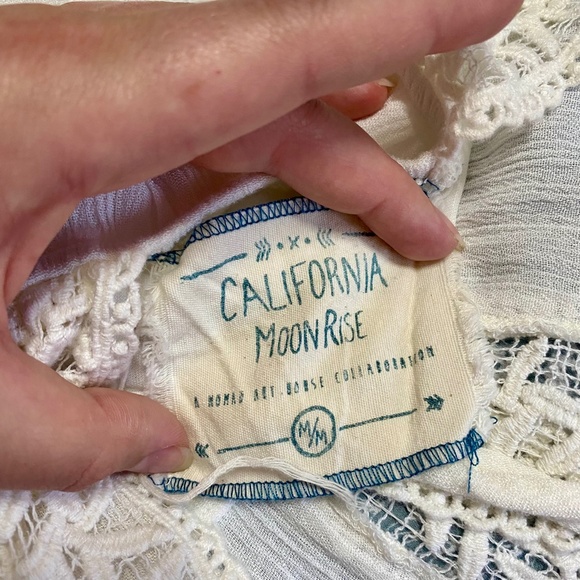 CALIFORNIA
MOONRISE
A NOMAD ART-HOUSE COLLABORATION
M/M